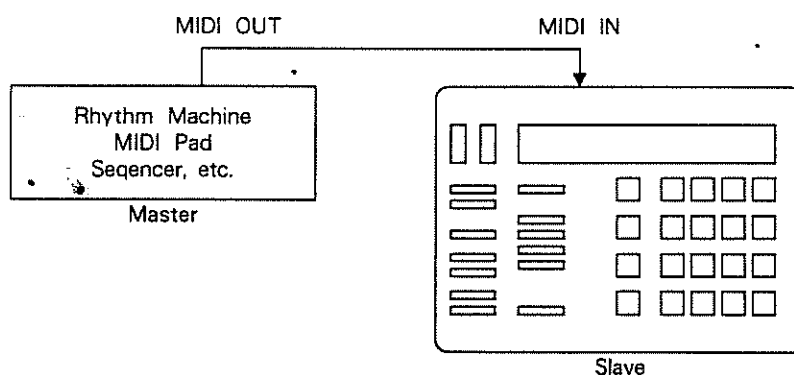 MIDI OUT
MIDI IN
Rhythm Machine
MIDI Pad
Seqencer, etc.
Master
Slave